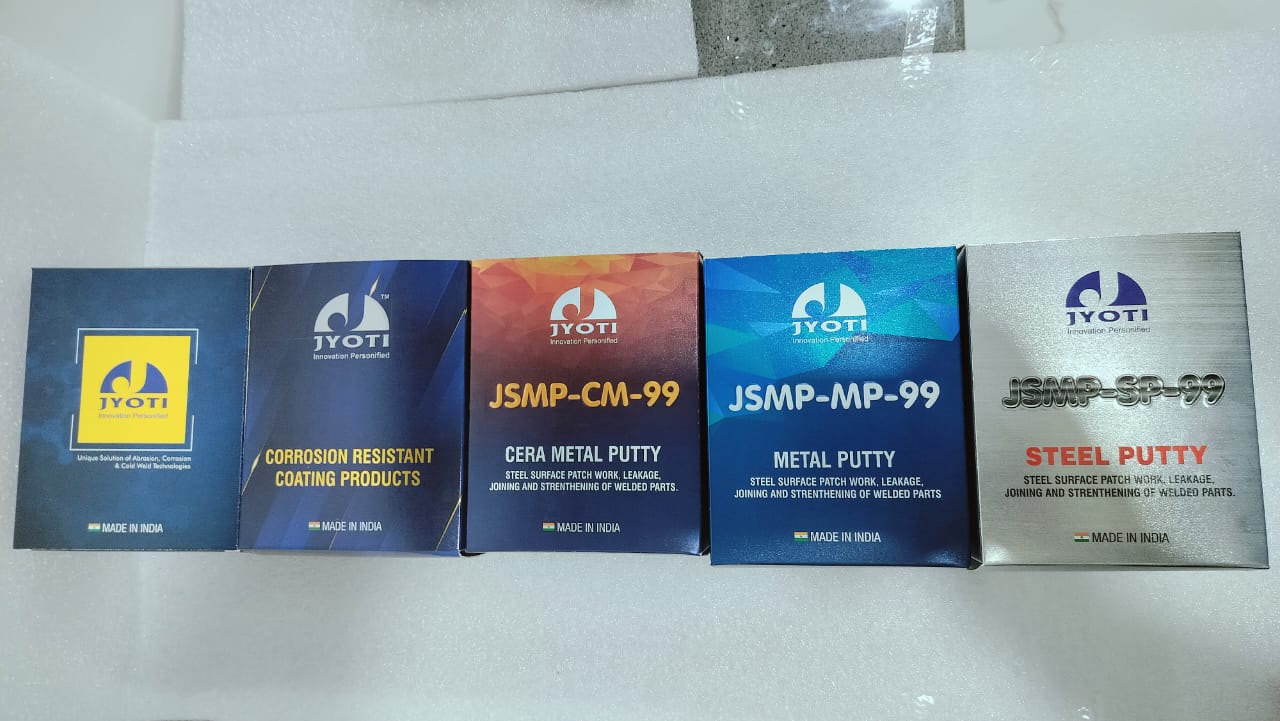 JYOTI
Innovation Personified
Unique Solution of Abrasion, Corrosion
& Cold Weld Technologies
MADE IN INDIA
TM
JYOTI
Innovation Personified
CORROSION RESISTANT
COATING PRODUCTS
MADE IN INDIA
JYOTI
Innovation Personified
JSMP-CM-99
CERA METAL PUTTY
STEEL SURFACE PATCH WORK, LEAKAGE,
JOINING AND STRENTHENING OF WELDED PARTS.
MADE IN INDIA
JYOTI
Innovation Personified
JSMP-MP-99
METAL PUTTY
STEEL SURFACE PATCH WORK, LEAKAGE,
JOINING AND STRENTHENING OF WELDED PARTS
MADE IN INDIA
JYOTI
Innovation Personified
JSMP-SP-99
STEEL PUTTY
STEEL SURFACE PATCH WORK, LEAKAGE,
JOINING AND STRENTHENING OF WELDED PARTS.
MADE IN INDIA